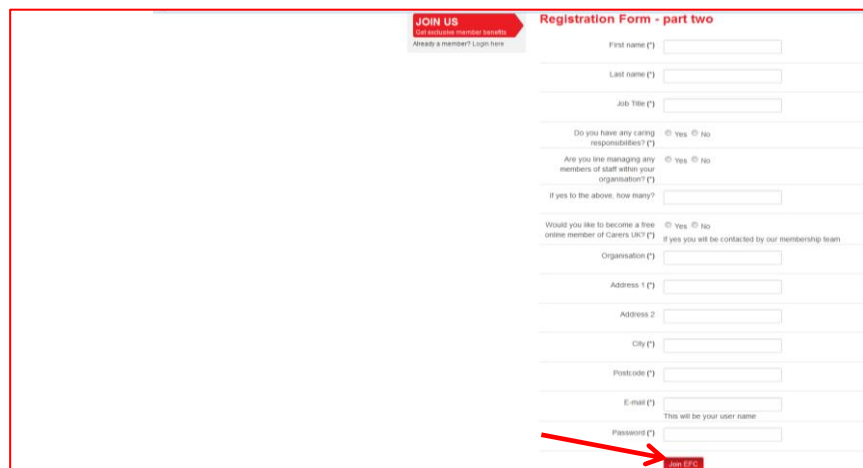 JOIN US
Get exclusive member benefits
Already a member? Login here
Registration Form - part two
First name (*)
Last name (*)
Job Title (*)
Do you have any caring
responsibilities? (*)
Yes No
Are you line managing any
members of staff within your
organisation? (*)
Yes No
If yes to the above, how many?
Would you like to become a free
online member of Carers UK? (*)
Yes No
If yes you will be contacted by our membership team
Organisation (*)
Address 1 (*)
Address 2
City (*)
Postcode (*)
E-mail (*)
This will be your user name
Password (*)
Join EFC